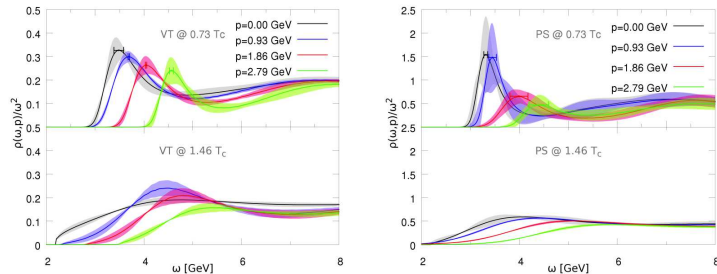 0.5
0.4
0.3
0.2
0.1
0.5
0.4
0.3
0.2
0.1
0
2 4 6 8
ω [GeV]
ρ(ω,p)/ω²
VT @ 0.73 Tc
p=0.00 GeV
p=0.93 GeV
p=1.86 GeV
p=2.79 GeV
VT @ 1.46 Tc
2.5
2
1.5
1
0.5
2.5
2
1.5
1
0.5
0
2 4 6 8
ω [GeV]
PS @ 0.73 Tc
p=0.00 GeV
p=0.93 GeV
p=1.86 GeV
p=2.79 GeV
PS @ 1.46 Tc